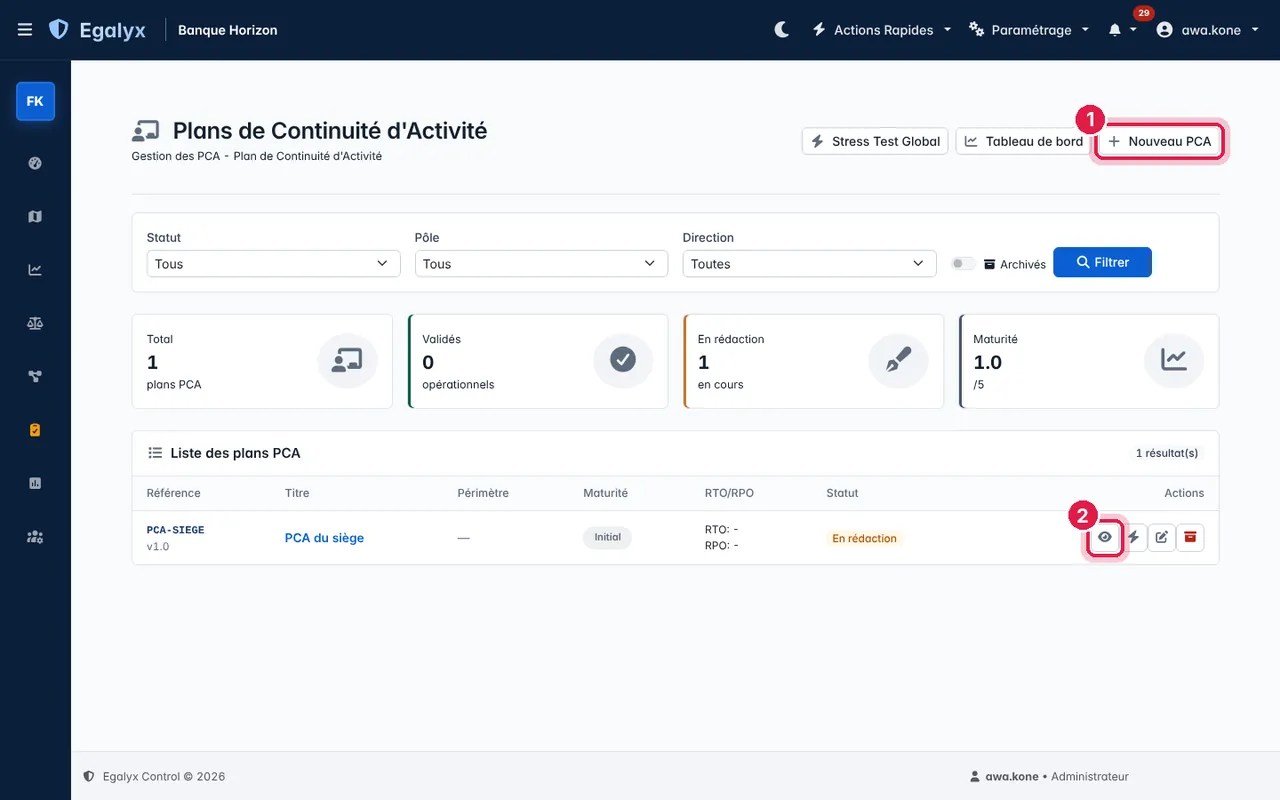 Egalyx
Banque Horizon
Actions Rapides
Paramétrage
29
awa.kone
FK
Plans de Continuité d'Activité
Gestion des PCA - Plan de Continuité d'Activité
Stress Test Global
Tableau de bord
1
Nouveau PCA
Statut
Pôle
Direction
Tous
Tous
Toutes
Archivés
Filtrer
Total
1
plans PCA
Validés
0
opérationnels
En rédaction
1
en cours
Maturité
1.0
/5
Liste des plans PCA
1 résultat(s)
Référence Titre Périmètre Maturité RTO/RPO Statut Actions
PCA-SIEGE
v1.0
PCA du siège
—
Initial
RTO: -
RPO: -
En rédaction
2
Egalyx Control © 2026
awa.kone • Administrateur